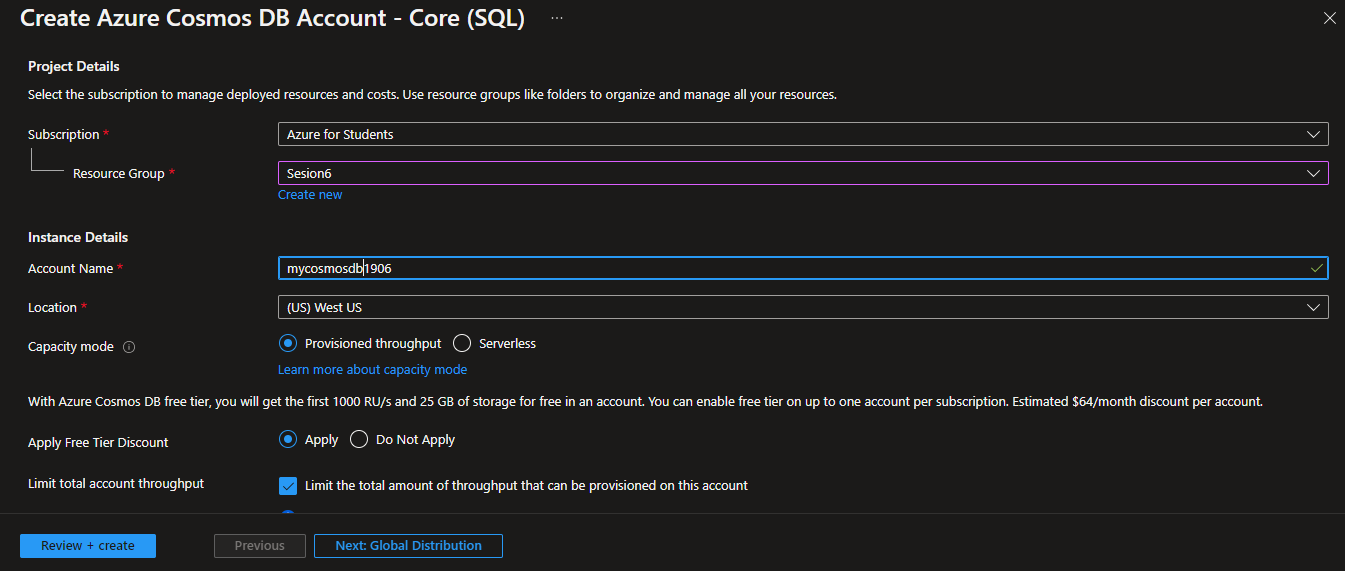 Create Azure Cosmos DB Account - Core (SQL) ...
Project Details
Select the subscription to manage deployed resources and costs. Use resource groups like folders to organize and manage all your resources.
Subscription * Azure for Students
Resource Group * Sesion6
Create new
Instance Details
Account Name * mycosmosdb1906
Location * (US) West US
Capacity mode Provisioned throughput Serverless
Learn more about capacity mode
With Azure Cosmos DB free tier, you will get the first 1000 RU/s and 25 GB of storage for free in an account. You can enable free tier on up to one account per subscription. Estimated $64/month discount per account.
Apply Free Tier Discount Apply Do Not Apply
Limit total account throughput Limit the total amount of throughput that can be provisioned on this account
Review + create Previous Next: Global Distribution